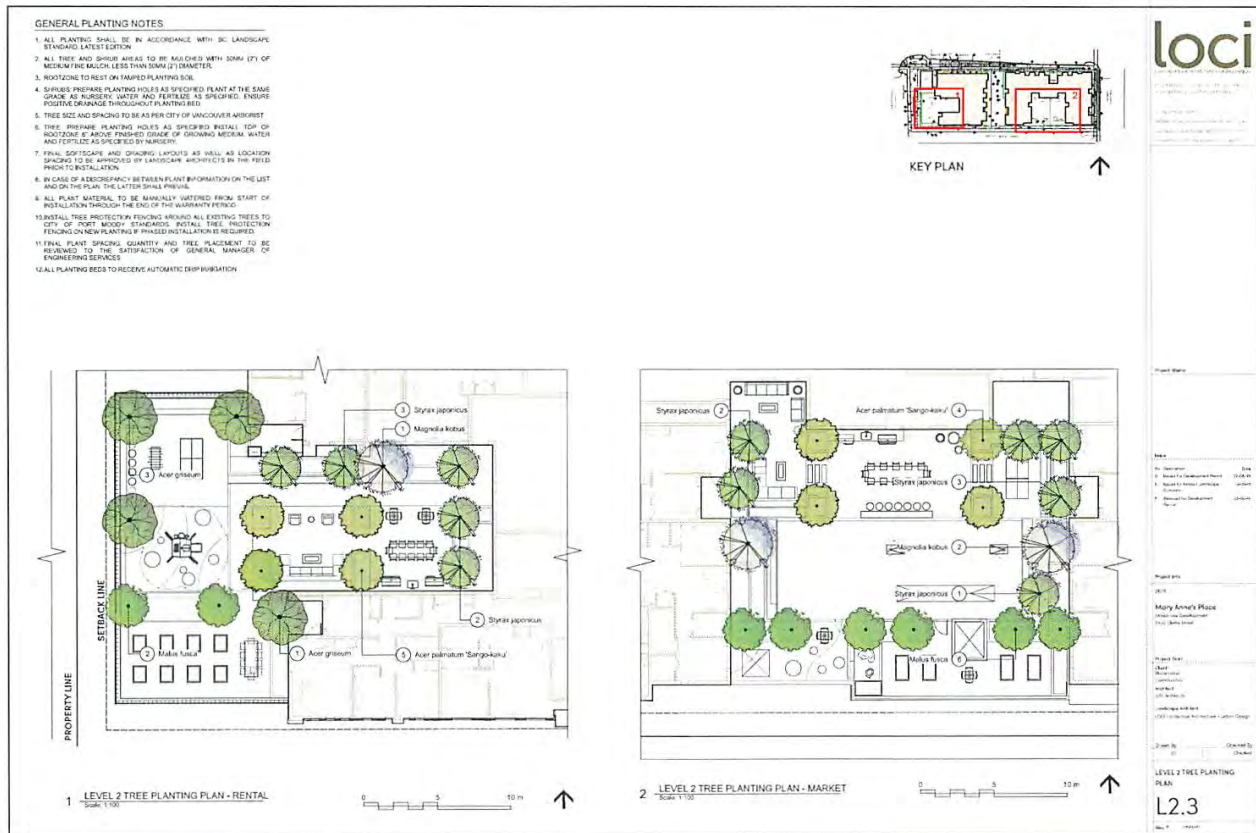 GENERAL PLANTING NOTES
1. ALL PLANTING SHALL BE IN ACCORDANCE WITH BC LANDSCAPE
STANDARD, LATEST EDITION
2. ALL TREE AND SHRUB AREAS TO BE MULCHED WITH 50MM (2") OF
MEDIUM FINE MULCH, LESS THAN 50MM (2") DIAMETER.
3. ROOTZONE TO REST ON TAMPED PLANTING SOIL
4. SHRUBS: PREPARE PLANTING HOLES AS SPECIFIED. PLANT AT THE SAME
GRADE AS NURSERY. WATER AND FERTILIZE AS SPECIFIED. ENSURE
POSITIVE DRAINAGE THROUGHOUT PLANTING BED
5. TREE SIZE AND SPACING TO BE AS PER CITY OF VANCOUVER ARBORIST
6. TREE: PREPARE PLANTING HOLES AS SPECIFIED INSTALL TOP OF
ROOTZONE 6" ABOVE FINISHED GRADE OF GROWING MEDIUM. WATER
AND FERTILIZE AS SPECIFIED BY NURSERY.
7. FINAL SOFTSCAPE AND GRADING LAYOUTS AS WELL AS LOCATION
SPACING TO BE APPROVED BY LANDSCAPE ARCHITECTS IN THE FIELD
PRIOR TO INSTALLATION
8. IN CASE OF A DISCREPANCY BETWEEN PLANT INFORMATION ON THE LIST
AND ON THE PLAN, THE LATTER SHALL PREVAIL
9. ALL PLANT MATERIAL TO BE MANUALLY WATERED FROM START OF
INSTALLATION THROUGH THE END OF THE WARRANTY PERIOD
10. INSTALL TREE PROTECTION FENCING AROUND ALL EXISTING TREES TO
CITY OF PORT MOODY STANDARDS. INSTALL TREE PROTECTION
FENCING ON NEW PLANTING IF PHASED INSTALLATION IS REQUIRED.
11. FINAL PLANT SPACING, QUANTITY AND TREE PLACEMENT TO BE
REVIEWED TO THE SATISFACTION OF GENERAL MANAGER OF
ENGINEERING SERVICES
12. ALL PLANTING BEDS TO RECEIVE AUTOMATIC DRIP IRRIGATION
loci
2
KEY PLAN
3 Styrax japonicus
1 Magnolia kobus
3 Acer griseum
2 Styrax japonicus
2 Malus fusca
1 Acer griseum
5 Acer palmatum 'Sango-kaku'
SETBACK LINE
PROPERTY LINE
Styrax japonicus 2
Acer palmatum 'Sango-kaku' 4
Styrax japonicus 3
Magnolia kobus 2
Styrax japonicus 1
Malus fusca 6
1 LEVEL 2 TREE PLANTING PLAN - RENTAL
Scale: 1:100
0 5 10 m
2 LEVEL 2 TREE PLANTING PLAN - MARKET
Scale: 1:100
0 5 10 m
Project Name
Mary Anne's Place
LEVEL 2 TREE PLANTING
PLAN
L2.3